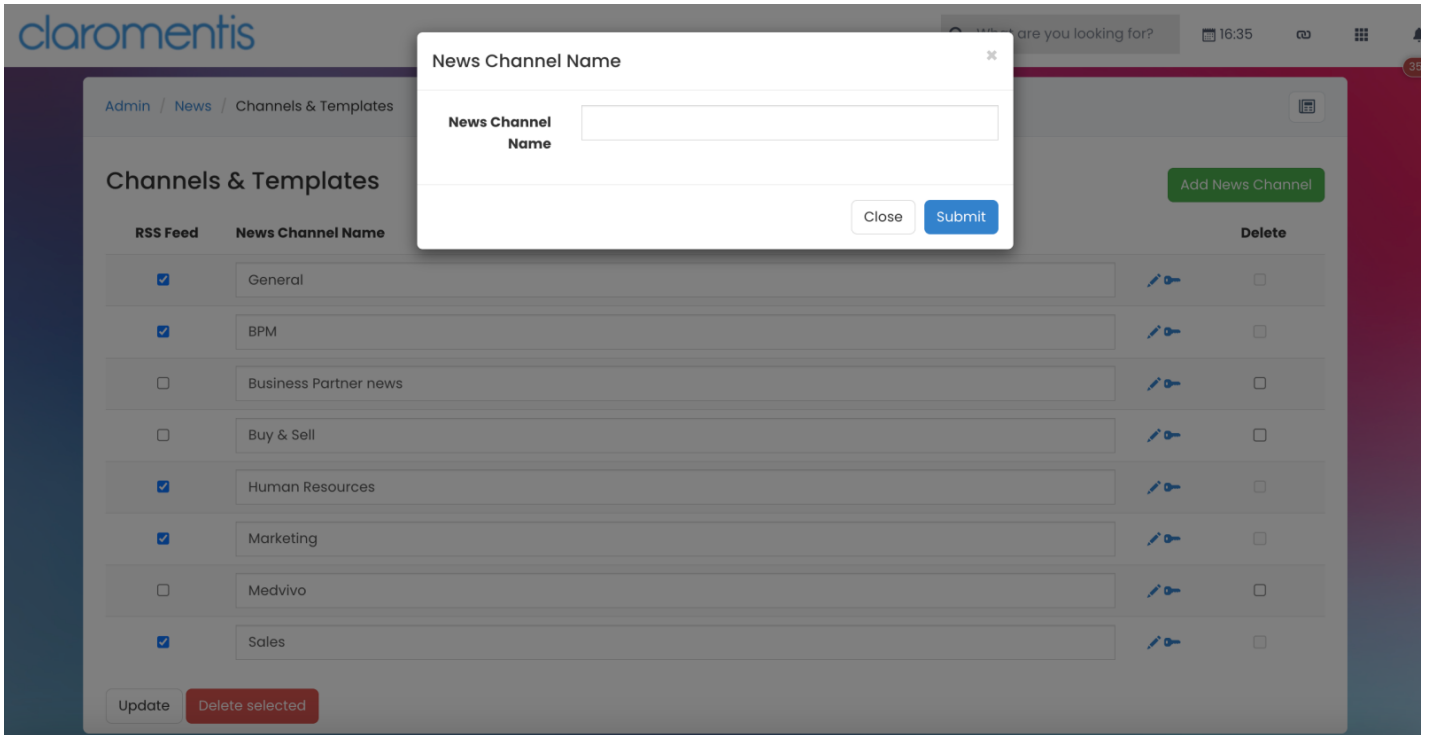 claromentis
What are you looking for?
16:35
35
News Channel Name
×
Admin / News / Channels & Templates
News Channel
Name
Channels & Templates
Add News Channel
Close
Submit
RSS Feed
News Channel Name
Delete
General
BPM
Business Partner news
Buy & Sell
Human Resources
Marketing
Medvivo
Sales
Update
Delete selected